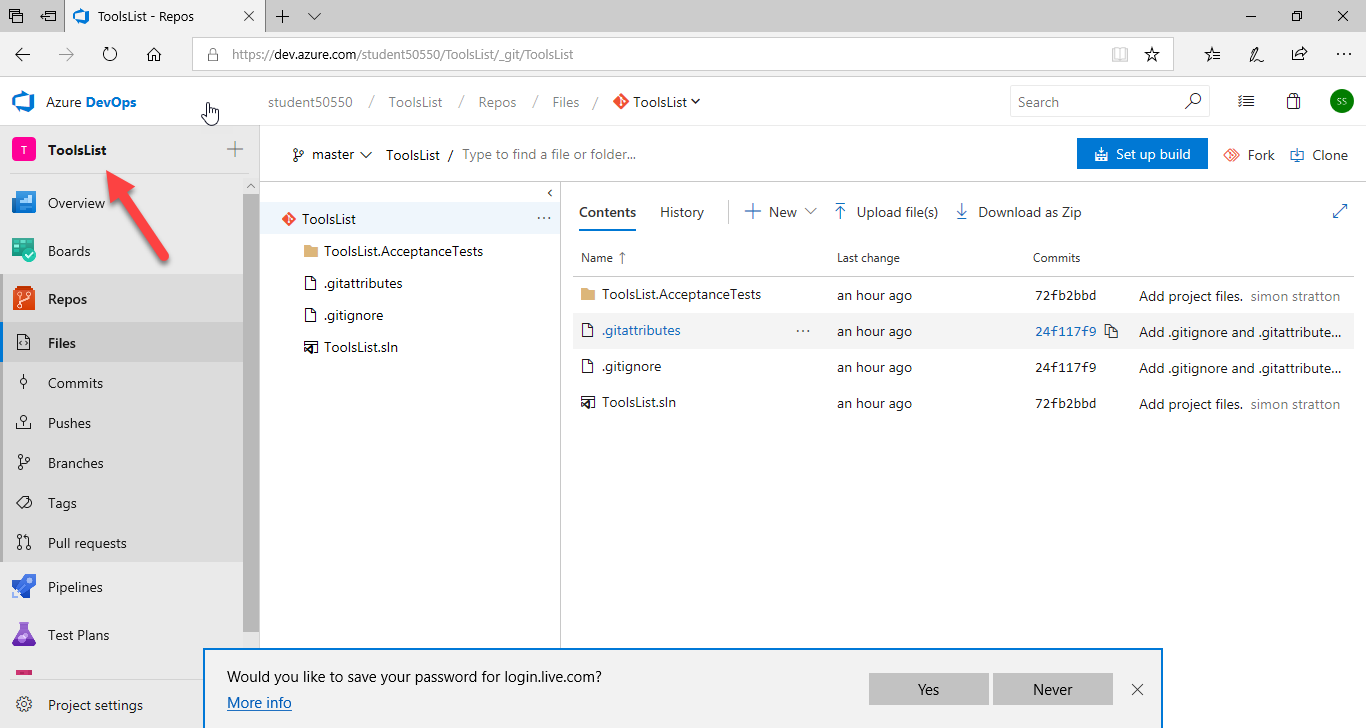 ToolsList - Repos
https://dev.azure.com/student50550/ToolsList/_git/ToolsList
Azure DevOps
student50550 / ToolsList / Repos / Files / ToolsList
Search
SS
T ToolsList
master ToolsList / Type to find a file or folder...
Set up build Fork Clone
Overview
Boards
Repos
Files
Commits
Pushes
Branches
Tags
Pull requests
Pipelines
Test Plans
Project settings
ToolsList ...
ToolsList.AcceptanceTests
.gitattributes
.gitignore
ToolsList.sln
Contents History New Upload file(s) Download as Zip
Name Last change Commits
ToolsList.AcceptanceTests an hour ago 72fb2bbd Add project files. simon stratton
.gitattributes ... an hour ago 24f117f9 Add .gitignore and .gitattribute...
.gitignore an hour ago 24f117f9 Add .gitignore and .gitattribute...
ToolsList.sln an hour ago 72fb2bbd Add project files. simon stratton
Would you like to save your password for login.live.com?
More info
Yes Never